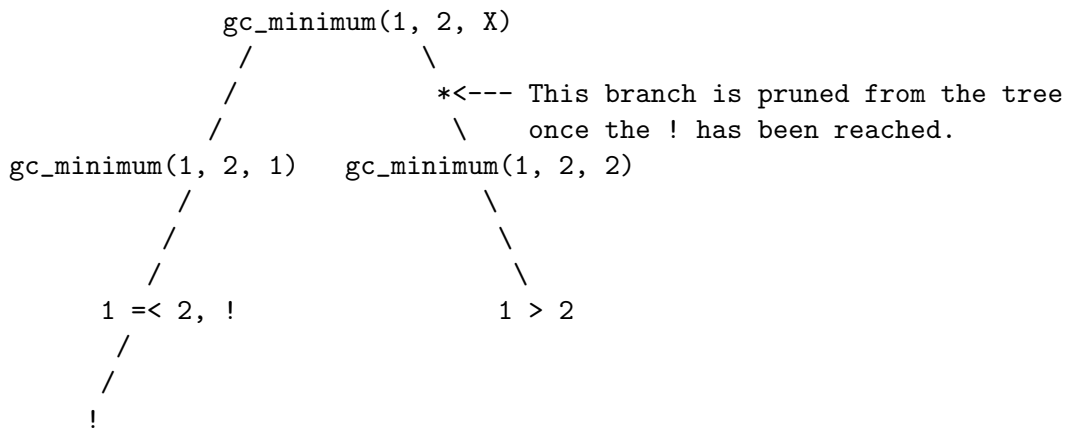 gc_minimum(1, 2, X)
*<--- This branch is pruned from the tree
once the ! has been reached.
gc_minimum(1, 2, 1) gc_minimum(1, 2, 2)
1 =< 2, ! 1 > 2
!